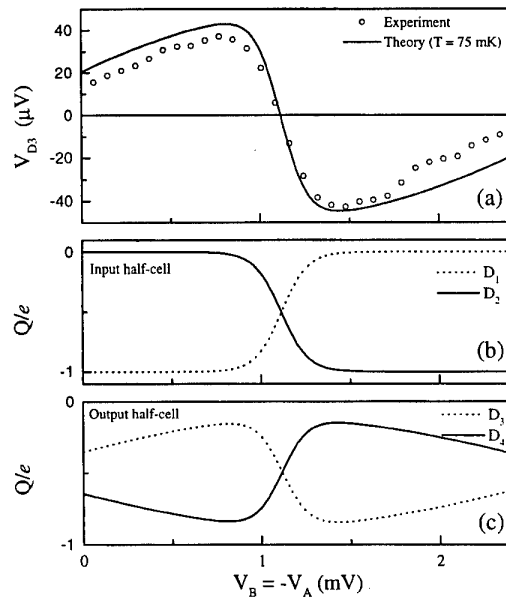 Experiment
Theory (T = 75 mK)
40
20
0
-20
-40
V_D3 (μV)
(a)
0
Input half-cell
D₁
D₂
Q/e
(b)
-1
0
Output half-cell
D₃
D₄
Q/e
(c)
-1
0
1
2
V_B = -V_A (mV)